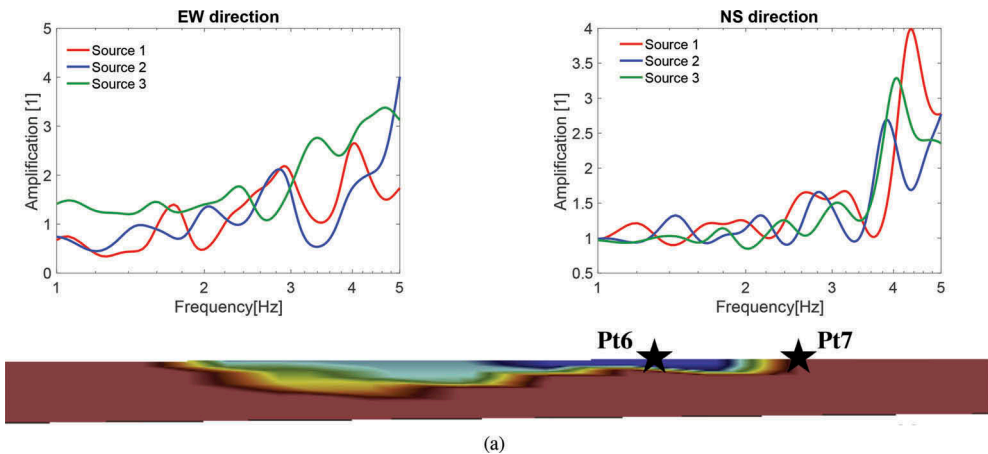 EW direction
5
4
3
2
1
0
Amplification [1]
Source 1
Source 2
Source 3
1
2
3
4
5
Frequency[Hz]
NS direction
4
3.5
3
2.5
2
1.5
1
0.5
Amplification [1]
Source 1
Source 2
Source 3
1
2
3
4
5
Frequency[Hz]
Pt6
Pt7
(a)